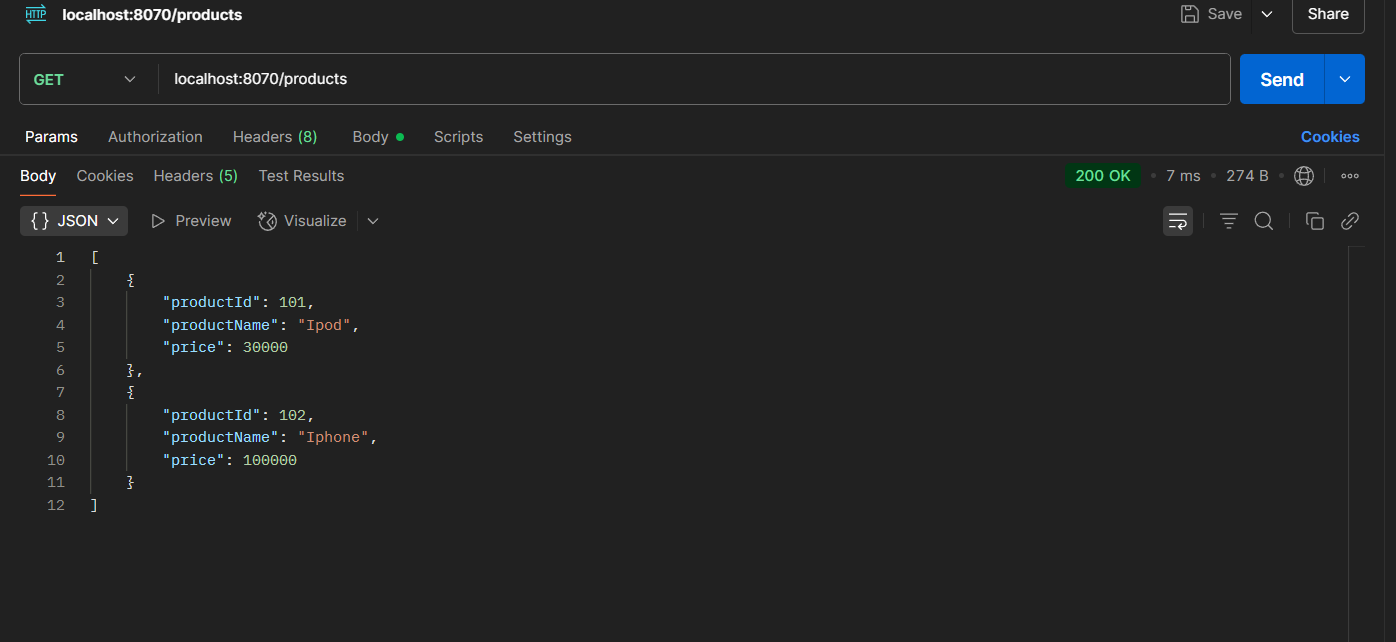 HTTP localhost:8070/products Save Share
GET localhost:8070/products Send
Params Authorization Headers (8) Body Scripts Settings Cookies
Body Cookies Headers (5) Test Results 200 OK 7 ms 274 B
{} JSON Preview Visualize
1 [
2 {
3 "productId": 101,
4 "productName": "Ipod",
5 "price": 30000
6 },
7 {
8 "productId": 102,
9 "productName": "Iphone",
10 "price": 100000
11 }
12 ]